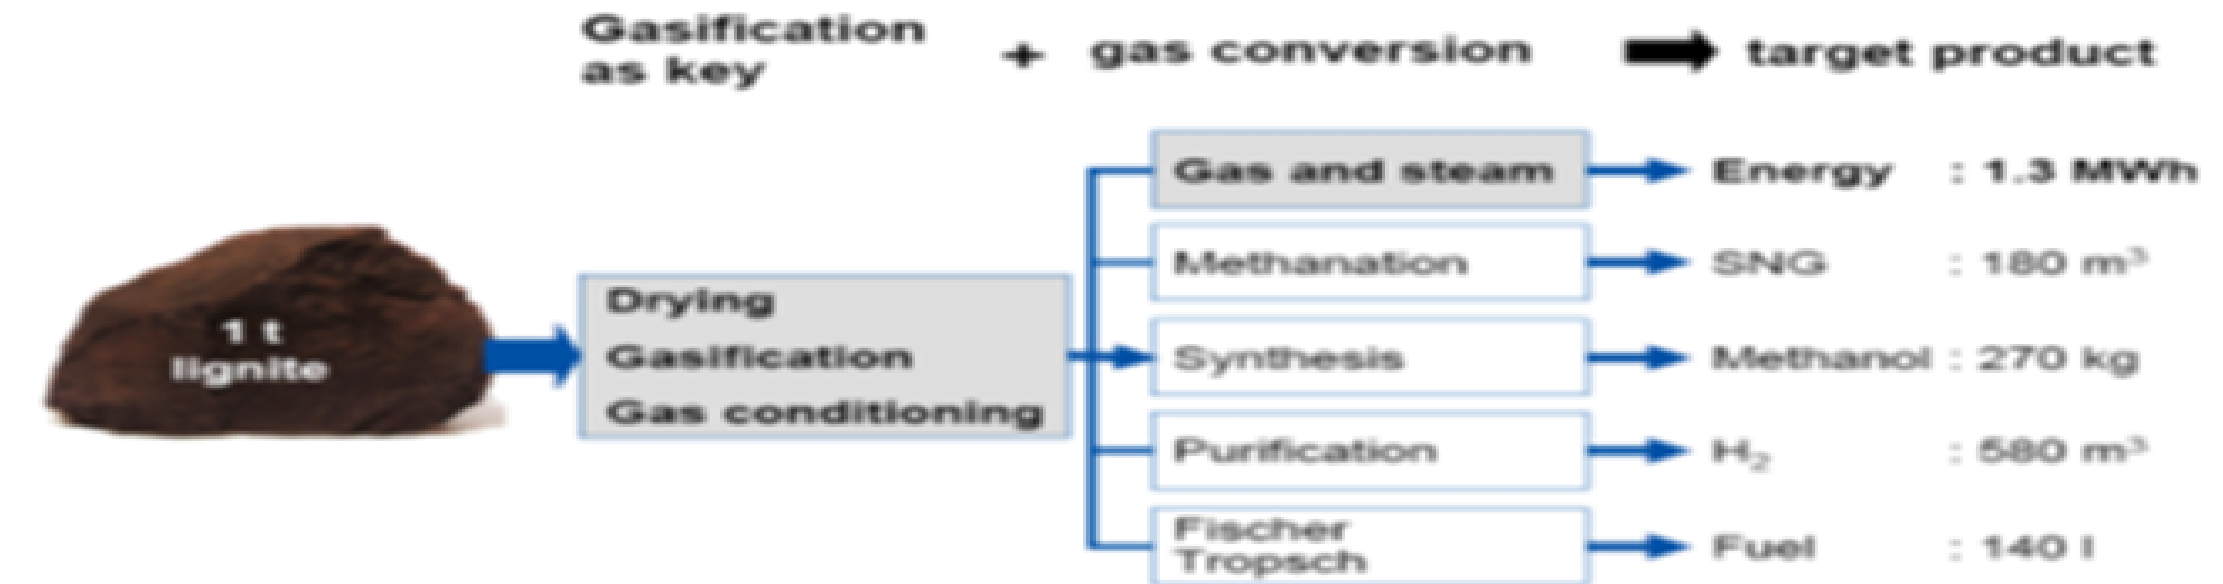 Gasification
as key
+ gas conversion
target product
1 t
lignite
Drying
Gasification
Gas conditioning
Gas and steam
Energy : 1.3 MWh
Methanation
SNG : 180 m³
Synthesis
Methanol : 270 kg
Purification
H₂ : 580 m³
Fischer
Tropsch
Fuel : 140 l